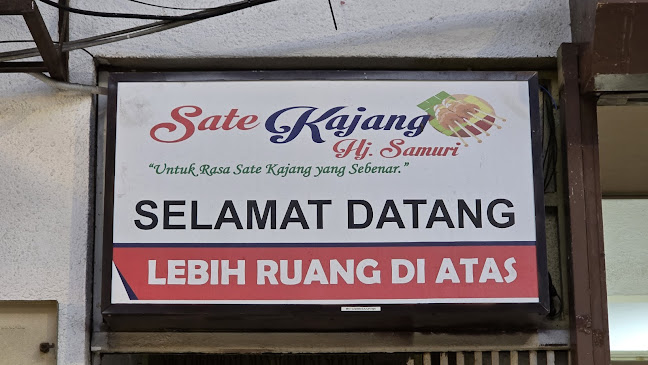 Sate Kajang
Hj. Samuri
"Untuk Rasa Sate Kajang yang Sebenar."
SELAMAT DATANG
LEBIH RUANG DI ATAS